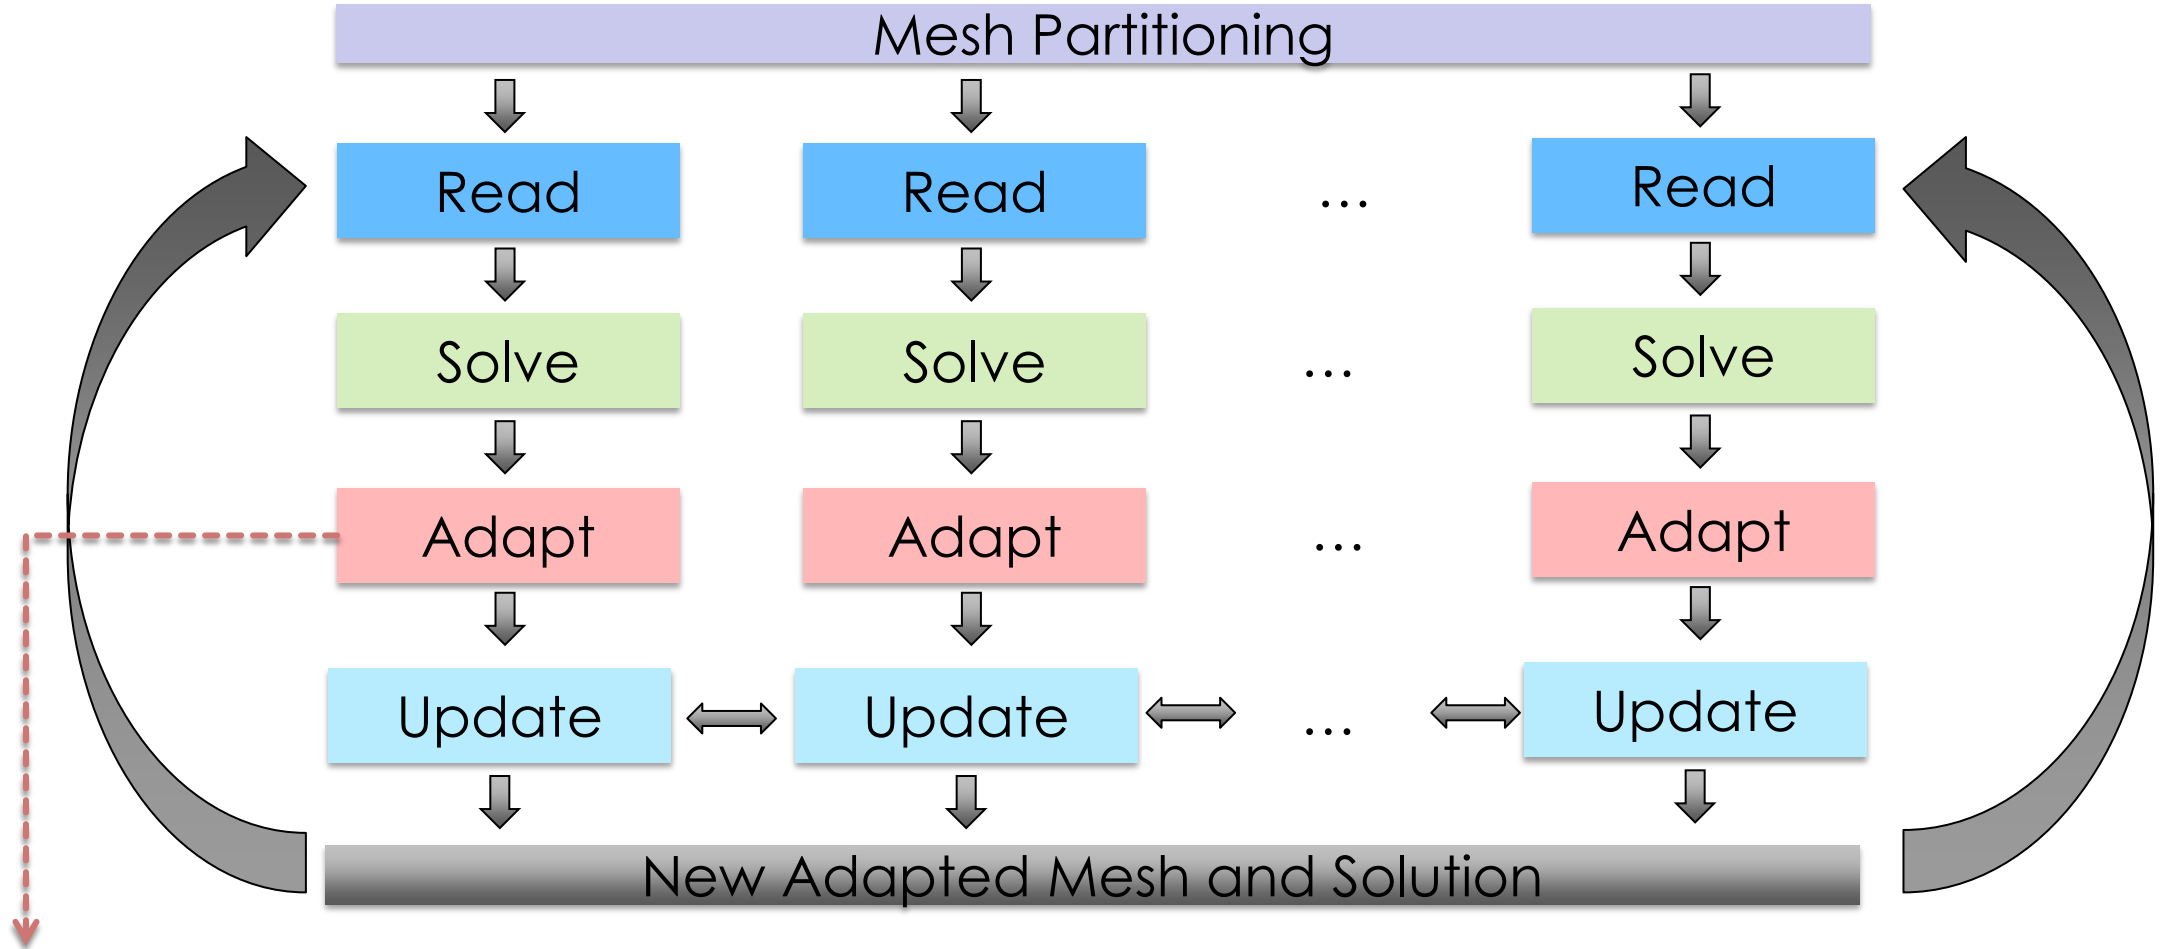 Mesh Partitioning
Read Read … Read
Solve Solve … Solve
Adapt Adapt … Adapt
Update Update … Update
New Adapted Mesh and Solution